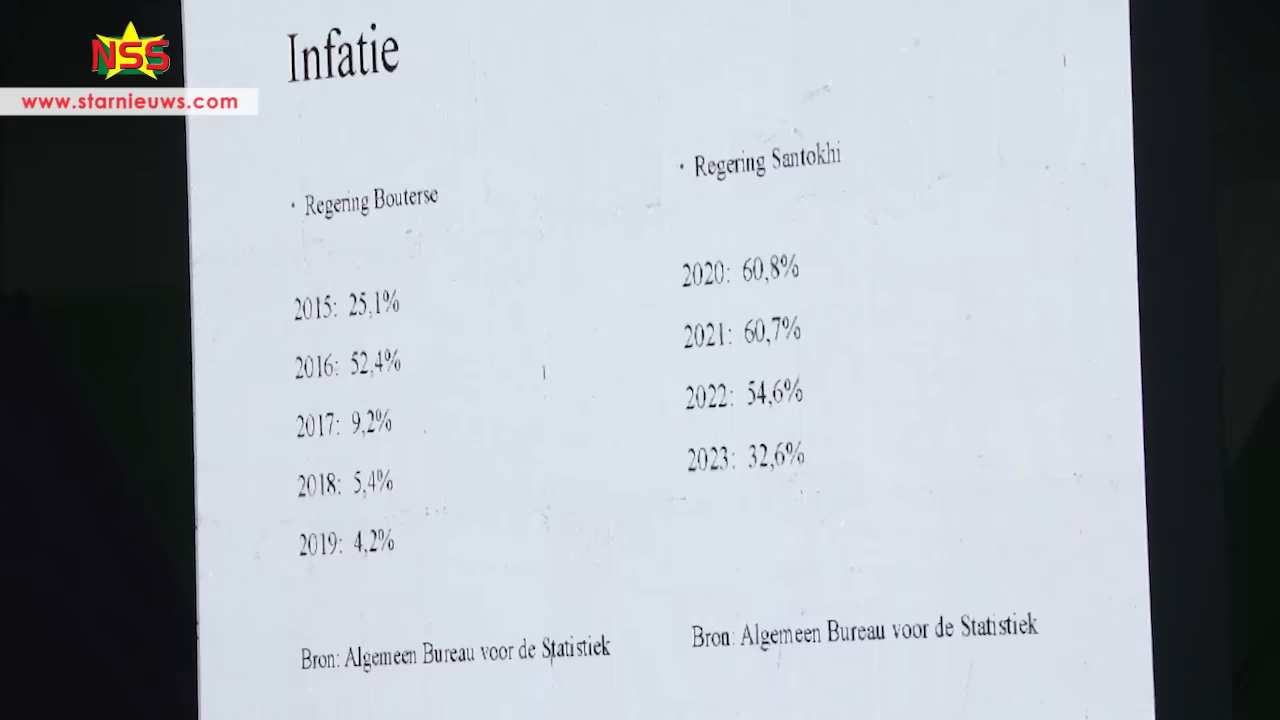 NSS
www.starnieuws.com
Infatie
• Regering Bouterse
2015: 25,1%
2016: 52,4%
2017: 9,2%
2018: 5,4%
2019: 4,2%
Bron: Algemeen Bureau voor de Statistiek
• Regering Santokhi
2020: 60,8%
2021: 60,7%
2022: 54,6%
2023: 32,6%
Bron: Algemeen Bureau voor de Statistiek